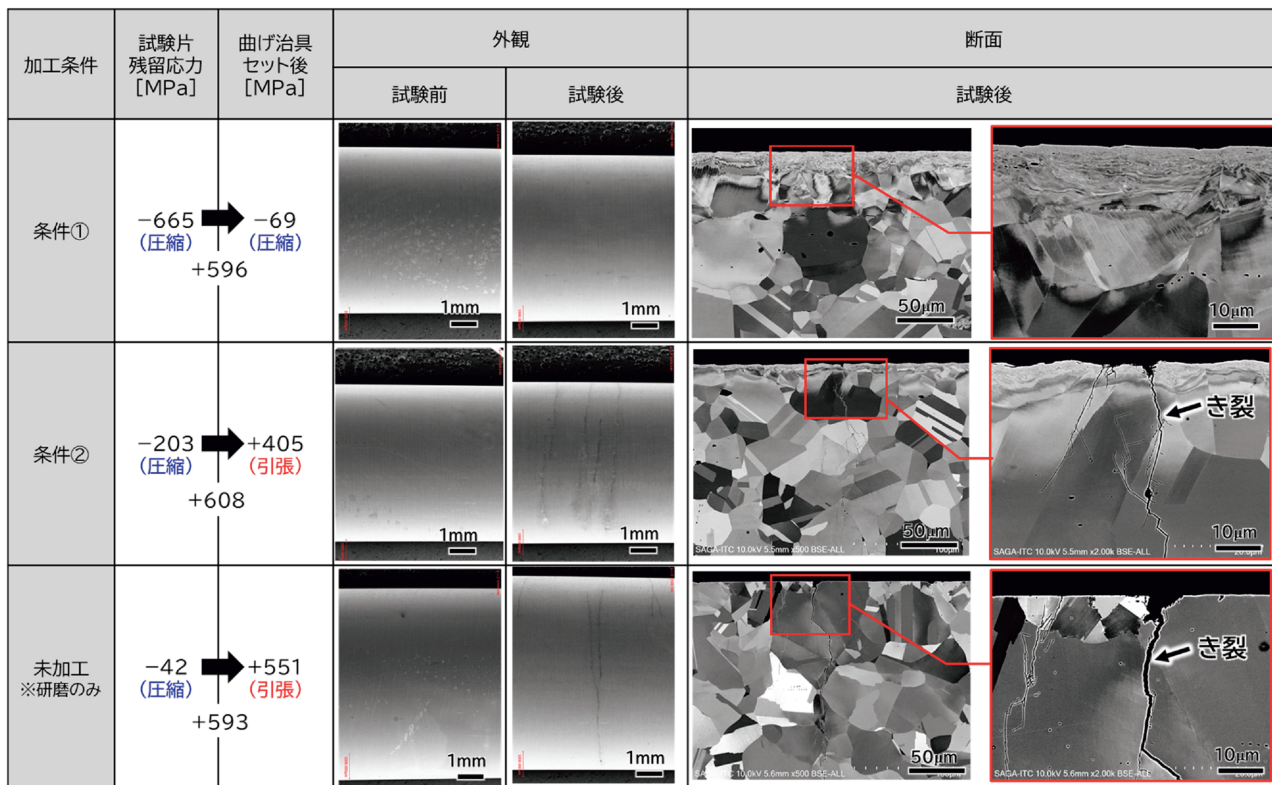 加工条件
試験片
残留応力
[MPa]
曲げ治具
セット後
[MPa]
外観
断面
試験前
試験後
試験後
条件①
−665
(圧縮)
−69
(圧縮)
+596
1mm
1mm
50μm
10μm
条件②
−203
(圧縮)
+405
(引張)
+608
1mm
1mm
50μm
SAGA-ITC 10.0kV 5.5mm x500 BSE-ALL
き裂
10μm
SAGA-ITC 10.0kV 5.5mm x2.00k BSE-ALL
未加工
※研磨のみ
−42
(圧縮)
+551
(引張)
+593
1mm
1mm
50μm
SAGA-ITC 10.0kV 5.6mm x500 BSE-ALL
き裂
10μm
SAGA-ITC 10.0kV 5.6mm x2.00k BSE-ALL